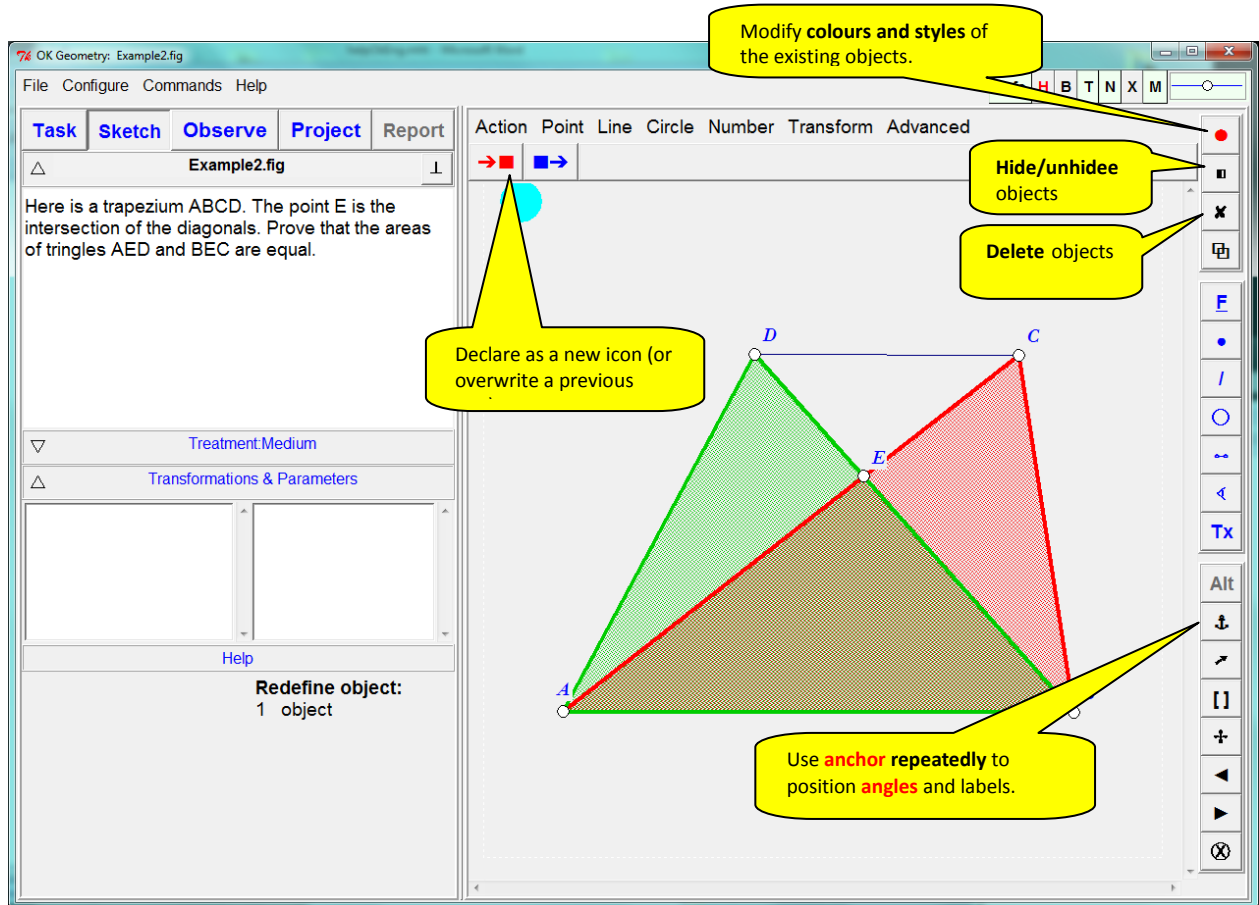 Modify colours and styles of
the existing objects.
OK Geometry: Example2.fig
File Configure Commands Help
H B T N X M
Task Sketch Observe Project Report
Action Point Line Circle Number Transform Advanced
Example2.fig
Here is a trapezium ABCD. The point E is the
intersection of the diagonals. Prove that the areas
of tringles AED and BEC are equal.
Hide/unhidee
objects
Delete objects
Declare as a new icon (or
overwrite a previous
D
C
E
A
F
Tx
Alt
[ ]
Treatment:Medium
Transformations & Parameters
Help
Redefine object:
1 object
Use anchor repeatedly to
position angles and labels.